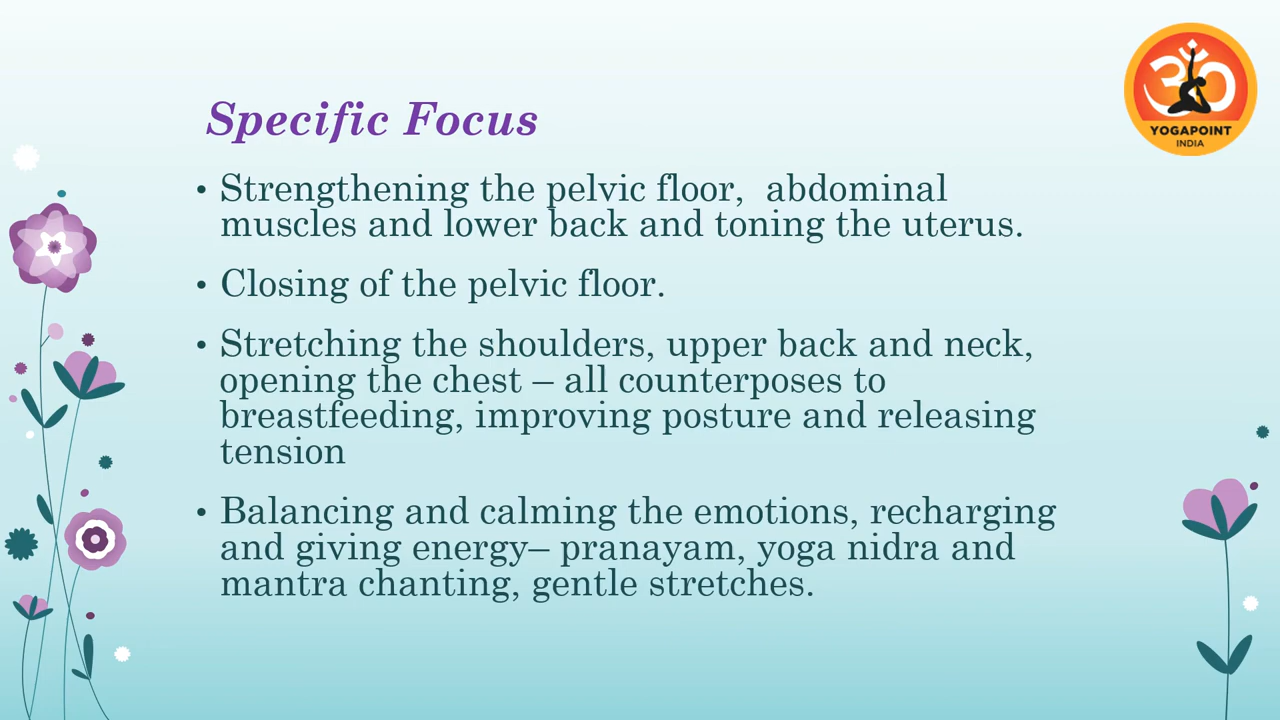 YOGAPOINT
INDIA
Specific Focus
• Strengthening the pelvic floor,  abdominal
muscles and lower back and toning the uterus.
• Closing of the pelvic floor.
• Stretching the shoulders, upper back and neck,
opening the chest – all counterposes to
breastfeeding, improving posture and releasing
tension
• Balancing and calming the emotions, recharging
and giving energy– pranayam, yoga nidra and
mantra chanting, gentle stretches.